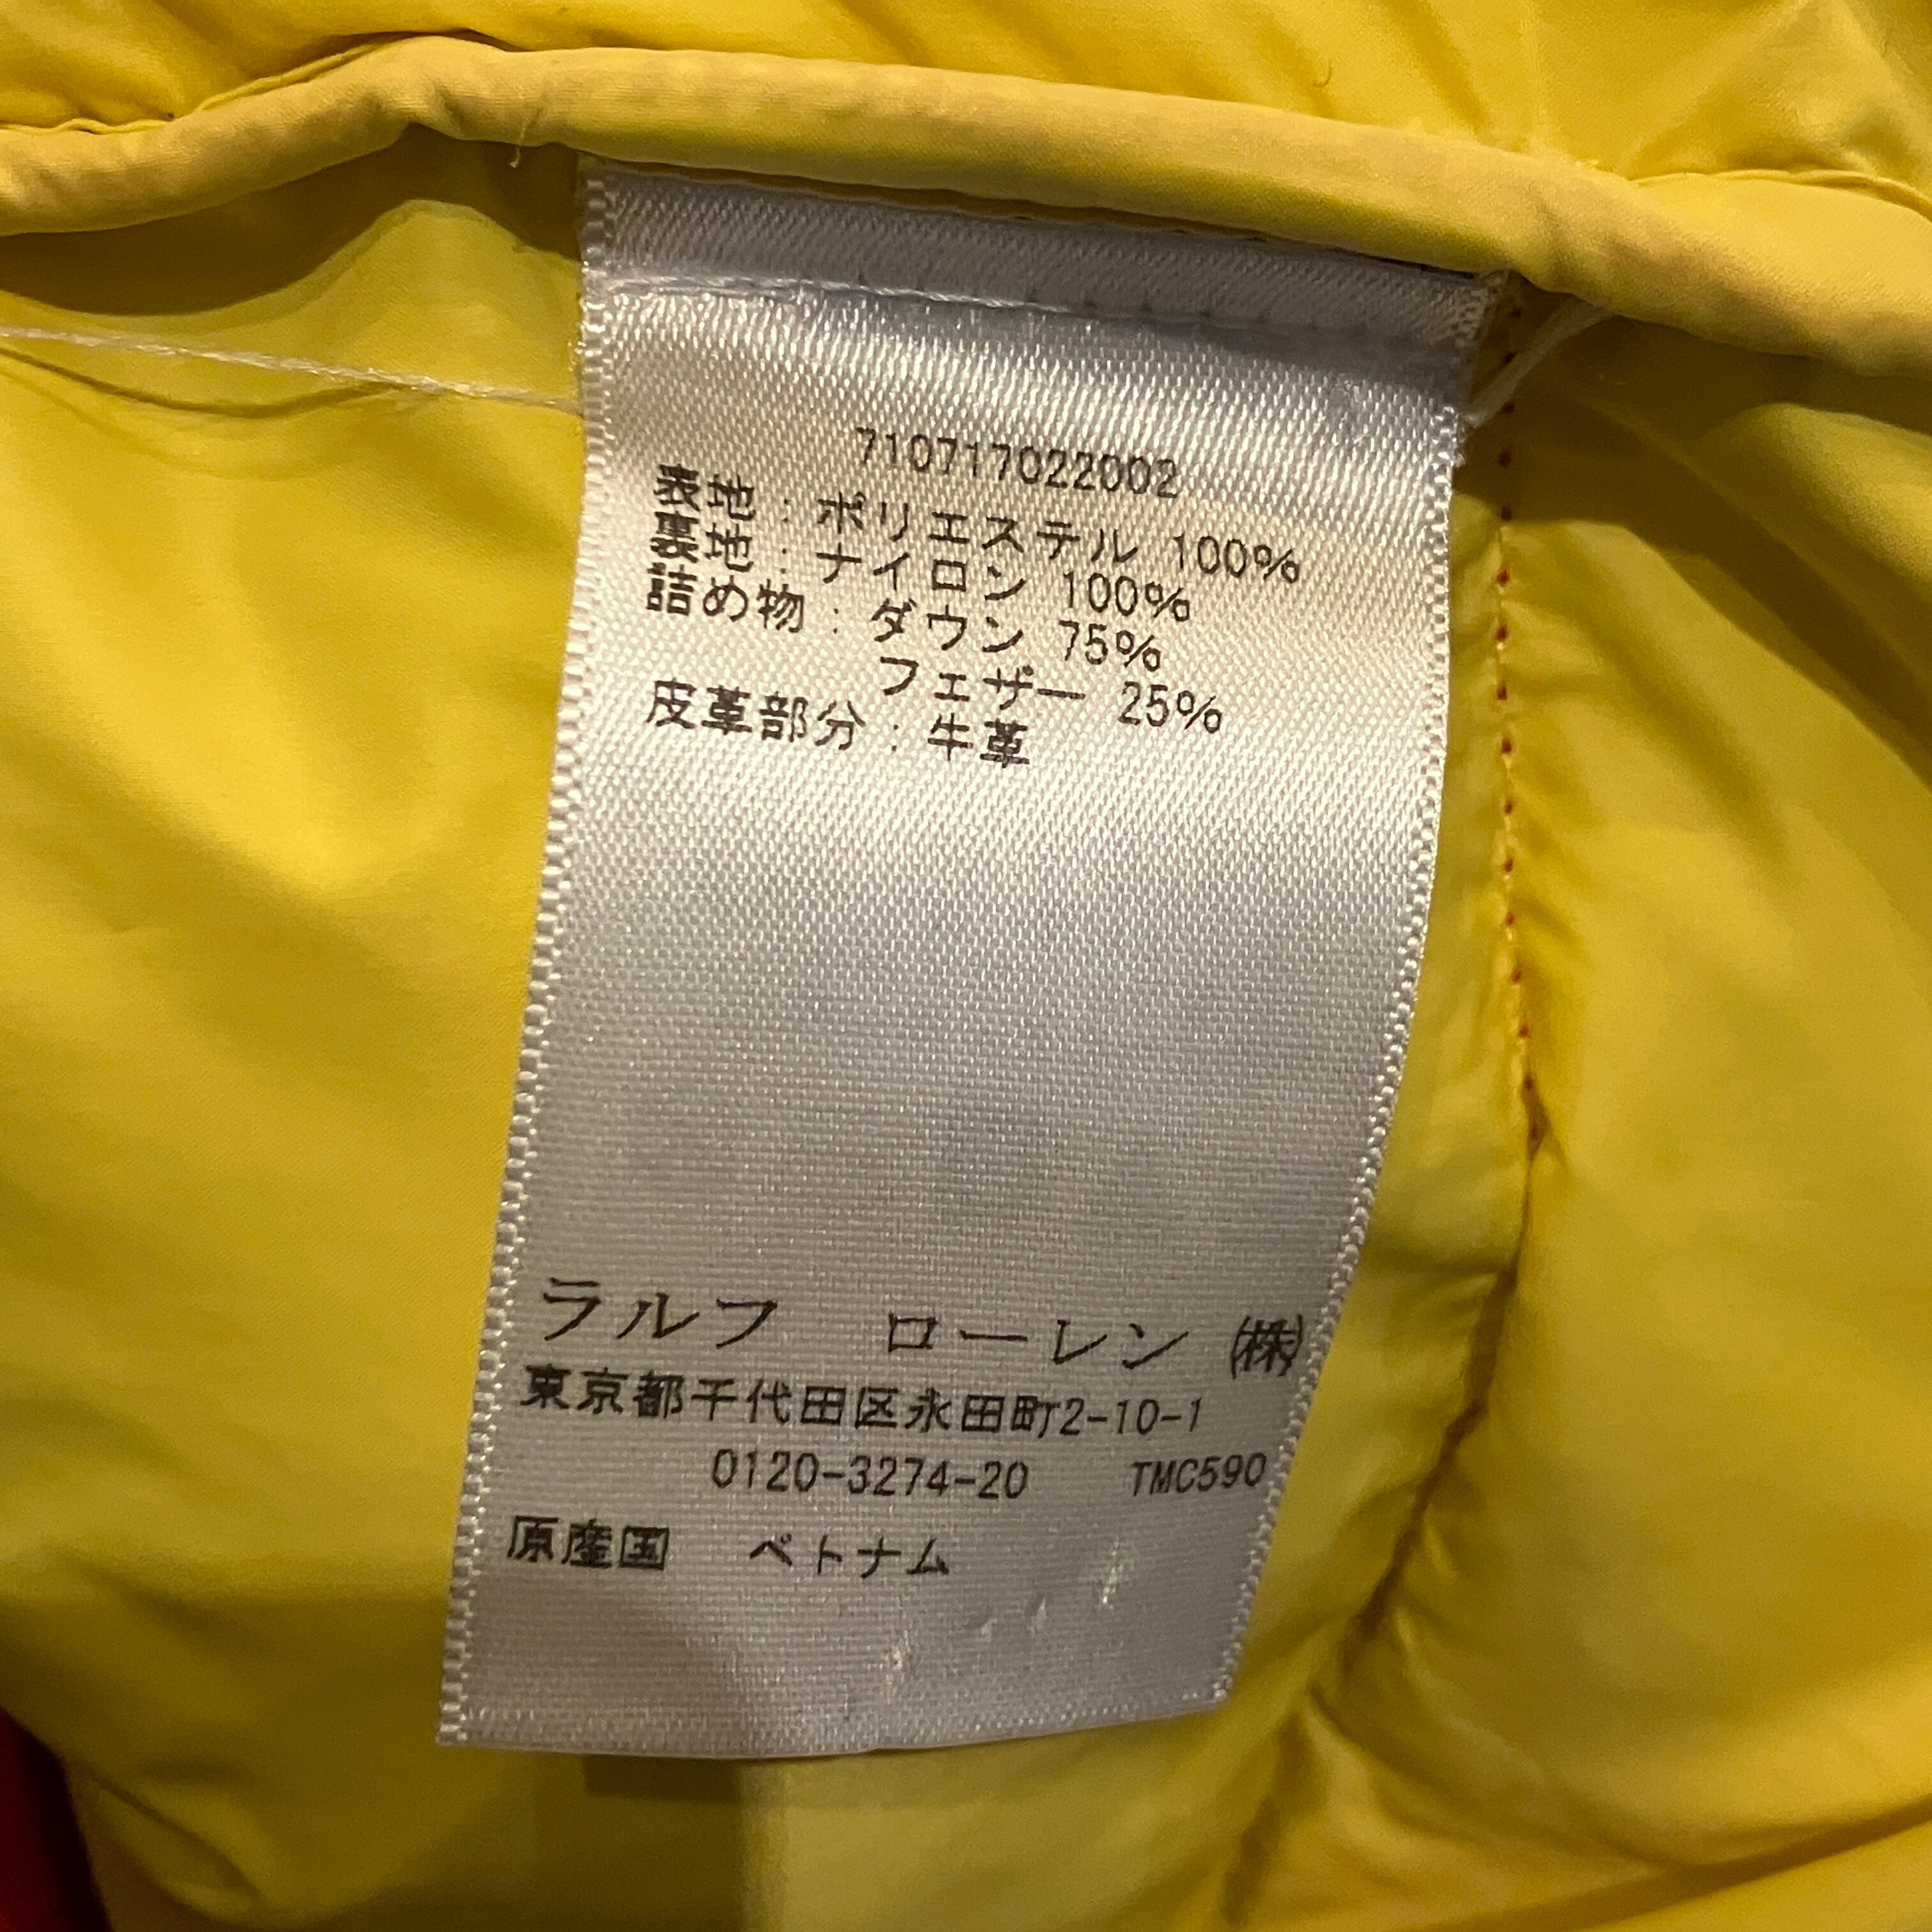 710717022002
表地：ポリエステル 100%
裏地：ナイロン 100%
詰め物：ダウン 75%
フェザー 25%
皮革部分：牛革
ラルフ　ローレン ㈱
東京都千代田区永田町2-10-1
0120-3274-20　TMC590
原産国　ベトナム